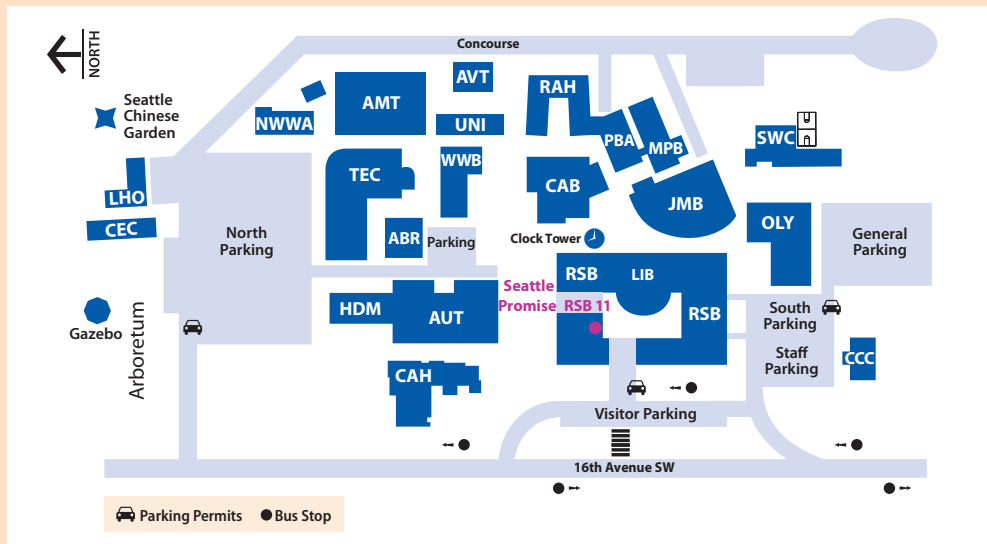 Concourse
NORTH
AVT
RAH
AMT
Seattle
Chinese
Garden
NWWA
UNI
PBA
MPB
SWC
WWB
TEC
CAB
LHO
JMB
CEC
OLY
ABR
Parking
Clock Tower
North
Parking
General
Parking
RSB
LIB
Seattle
Promise RSB 11
RSB
HDM
AUT
South
Parking
Gazebo
Arboretum
Staff
Parking
CCC
CAH
Visitor Parking
16th Avenue SW
Parking Permits
Bus Stop